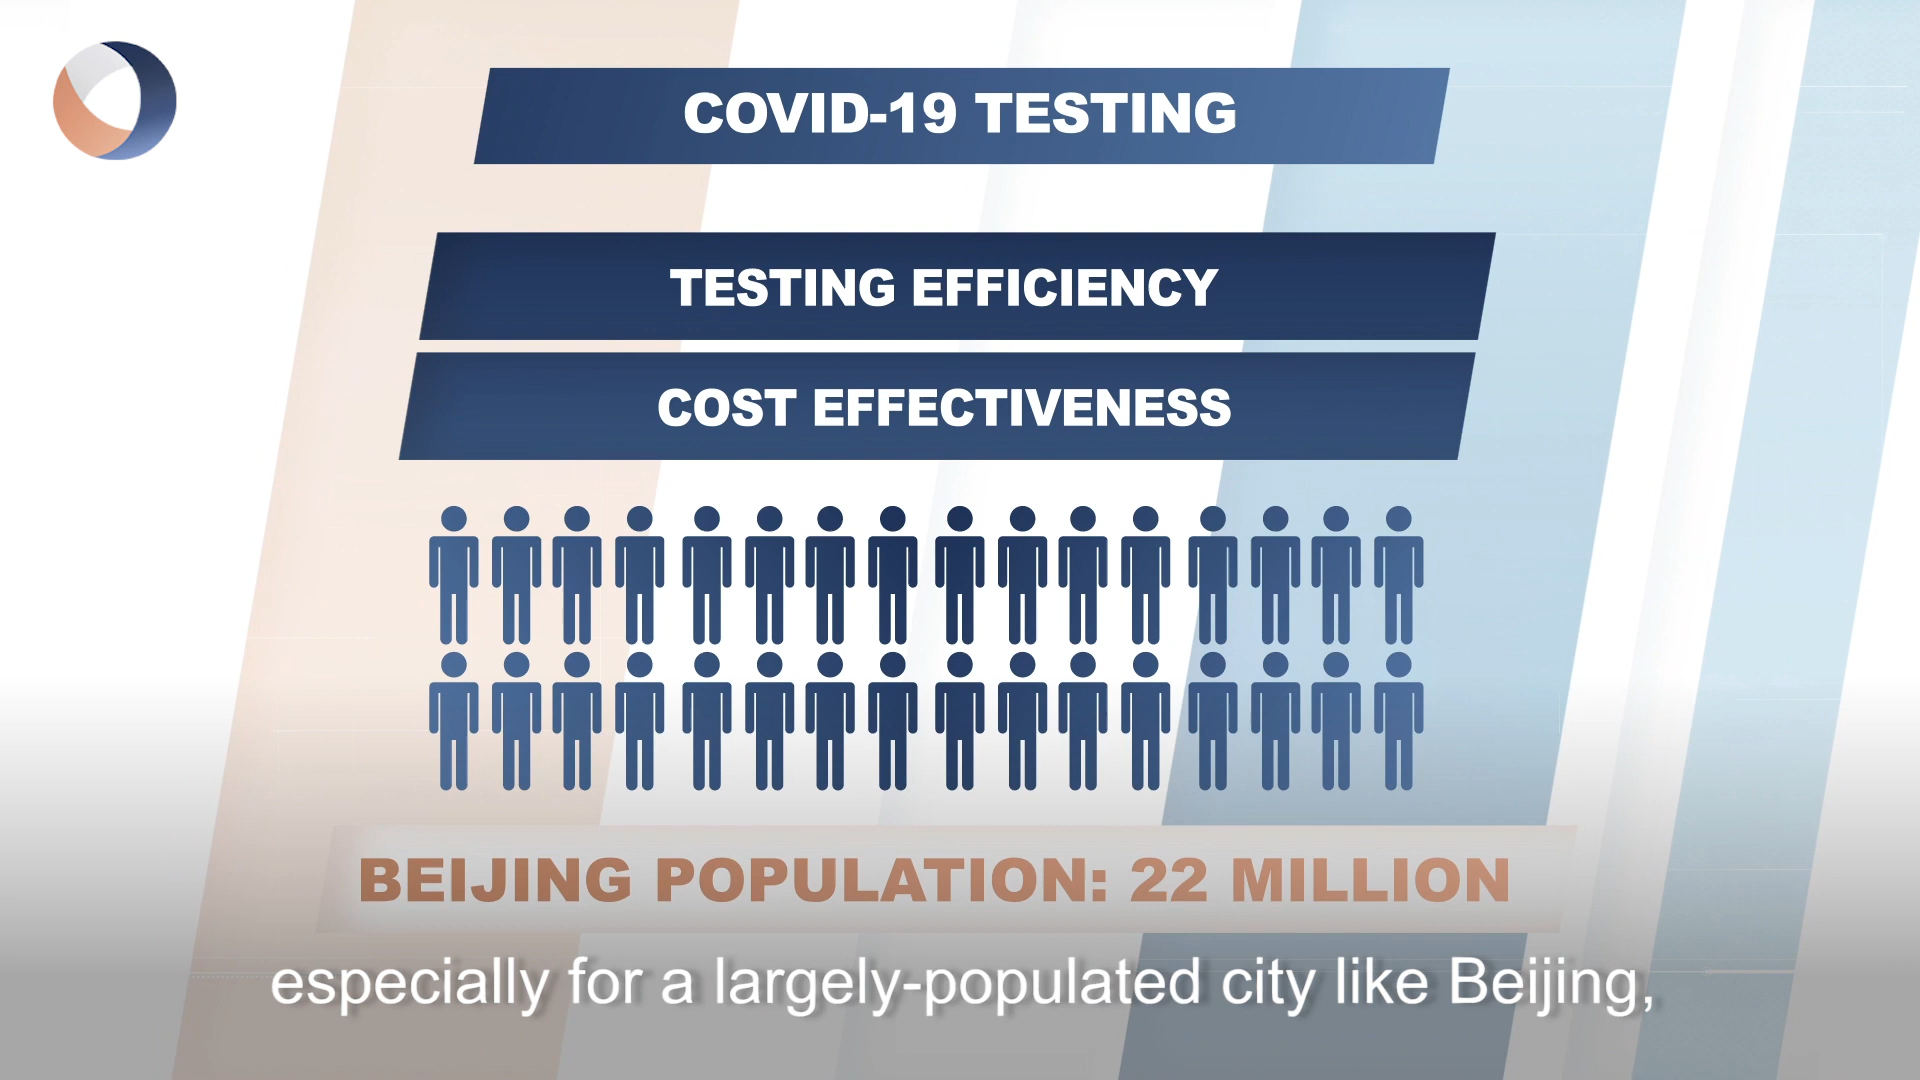 COVID-19 TESTING
TESTING EFFICIENCY
COST EFFECTIVENESS
BEIJING POPULATION: 22 MILLION
especially for a largely-populated city like Beijing,